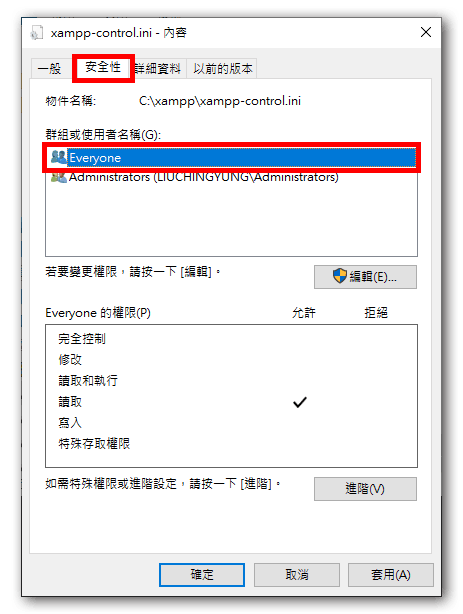 xampp-control.ini - 內容
一般 安全性 詳細資料 以前的版本
物件名稱: C:\xampp\xampp-control.ini
群組或使用者名稱(G):
Everyone
Administrators (LIUCHINGYUNG\Administrators)
若要變更權限，請按一下 [編輯]。
編輯(E)...
Everyone 的權限(P) 允許 拒絕
完全控制
修改
讀取和執行
讀取
寫入
特殊存取權限
如需特殊權限或進階設定，請按一下 [進階]。
進階(V)
確定 取消 套用(A)